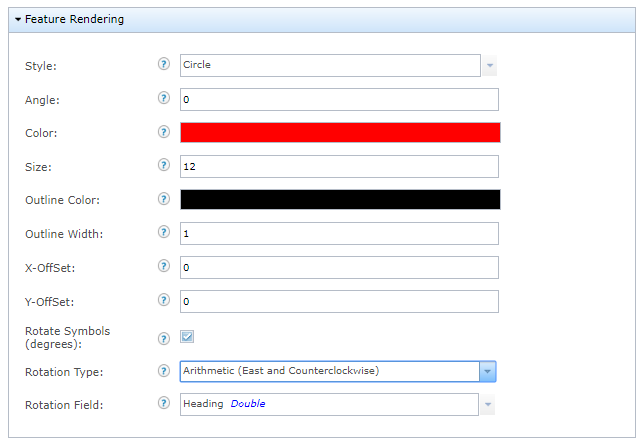 Feature Rendering
Style: ? Circle
Angle: ? 0
Color: ?
Size: ? 12
Outline Color: ?
Outline Width: ? 1
X-OffSet: ? 0
Y-OffSet: ? 0
Rotate Symbols
(degrees): ?
Rotation Type: ? Arithmetic (East and Counterclockwise)
Rotation Field: ? Heading Double